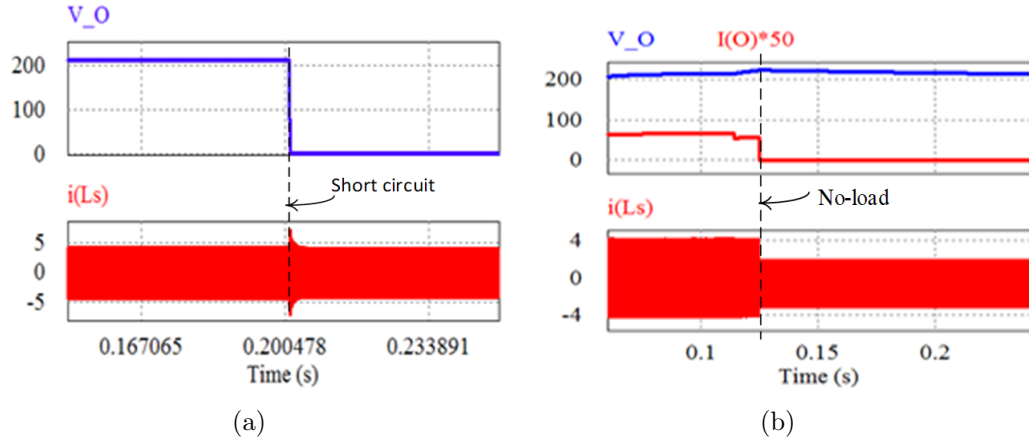 V_O
200
100
0
Short circuit
i(Ls)
5
0
-5
0.167065 0.200478 0.233891
Time (s)
(a)
V_O I(O)*50
200
100
0
No-load
i(Ls)
4
0
-4
0.1 0.15 0.2
Time (s)
(b)